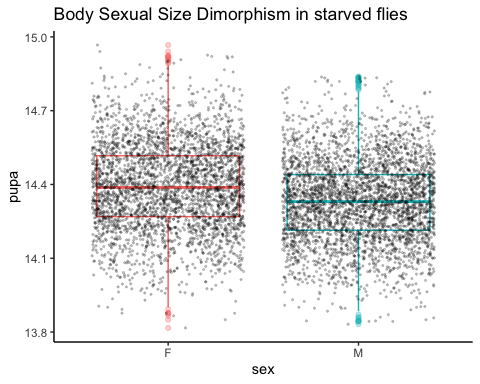 Body Sexual Size Dimorphism in starved flies
15.0
14.7
14.4
14.1
13.8
pupa
F M
sex